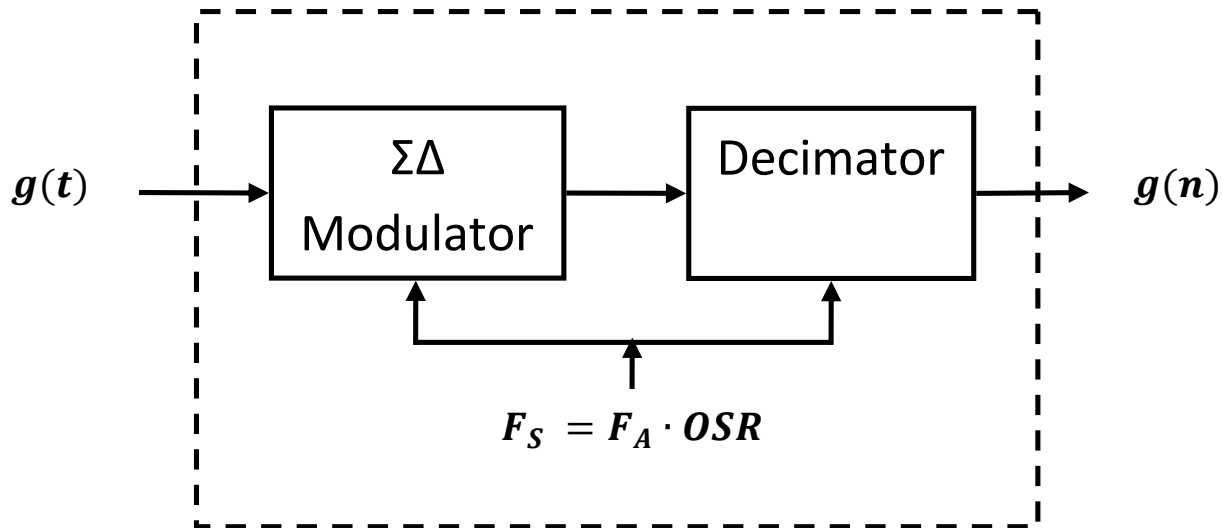 g(t)
ΣΔ
Modulator
Decimator
g(n)
F_S = F_A · OSR